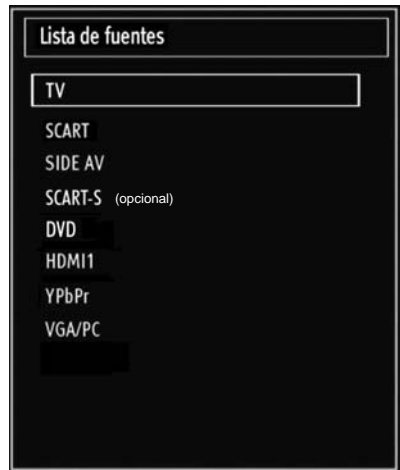 Lista de fuentes
TV
SCART
SIDE AV
SCART-S (opcional)
DVD
HDMI1
YPbPr
VGA/PC